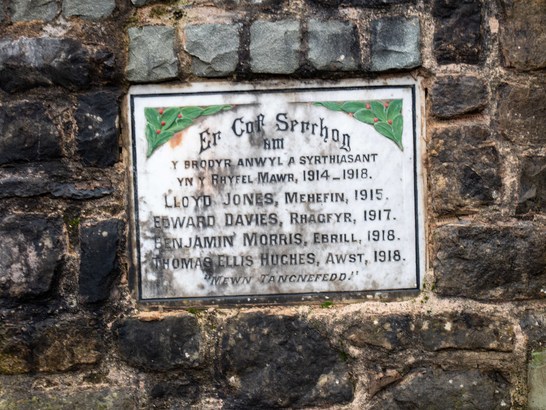 Er Cof Serchog
AM
Y BRODYR ANWYL A SYRTHIASANT
YN Y RHYFEL MAWR, 1914–1918.
LLOYD JONES, MEHEFIN, 1915.
EDWARD DAVIES, RHAGFYR, 1917.
BENJAMIN MORRIS, EBRILL, 1918.
THOMAS ELLIS HUGHES, AWST, 1918.
"MEWN TANGNEFEDD."